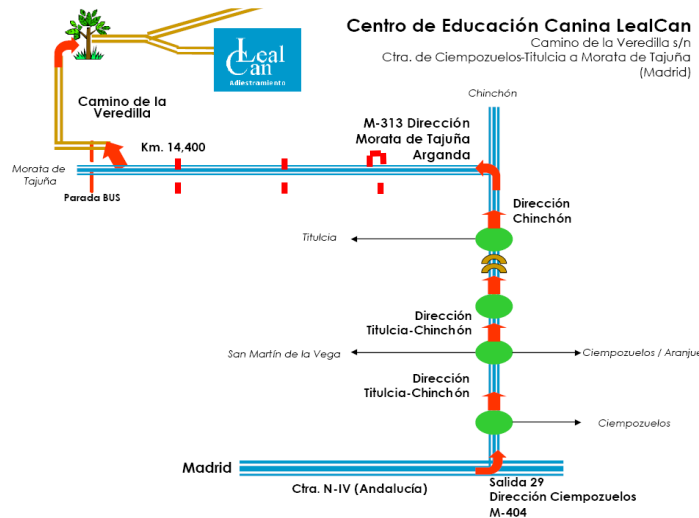 Centro de Educación Canina LealCan
Camino de la Veredilla s/n
Ctra. de Ciempozuelos-Titulcia a Morata de Tajuña
(Madrid)
Leal
Can
Adiestramiento
Chinchón
Camino de la
Veredilla
Km. 14,400
M-313 Dirección
Morata de Tajuña
Arganda
Morata de
Tajuña
Parada BUS
Dirección
Chinchón
Titulcia
Dirección
Titulcia-Chinchón
San Martín de la Vega
Ciempozuelos / Aranjue
Dirección
Titulcia-Chinchón
Ciempozuelos
Madrid
Ctra. N-IV (Andalucía)
Salida 29
Dirección Ciempozuelos
M-404